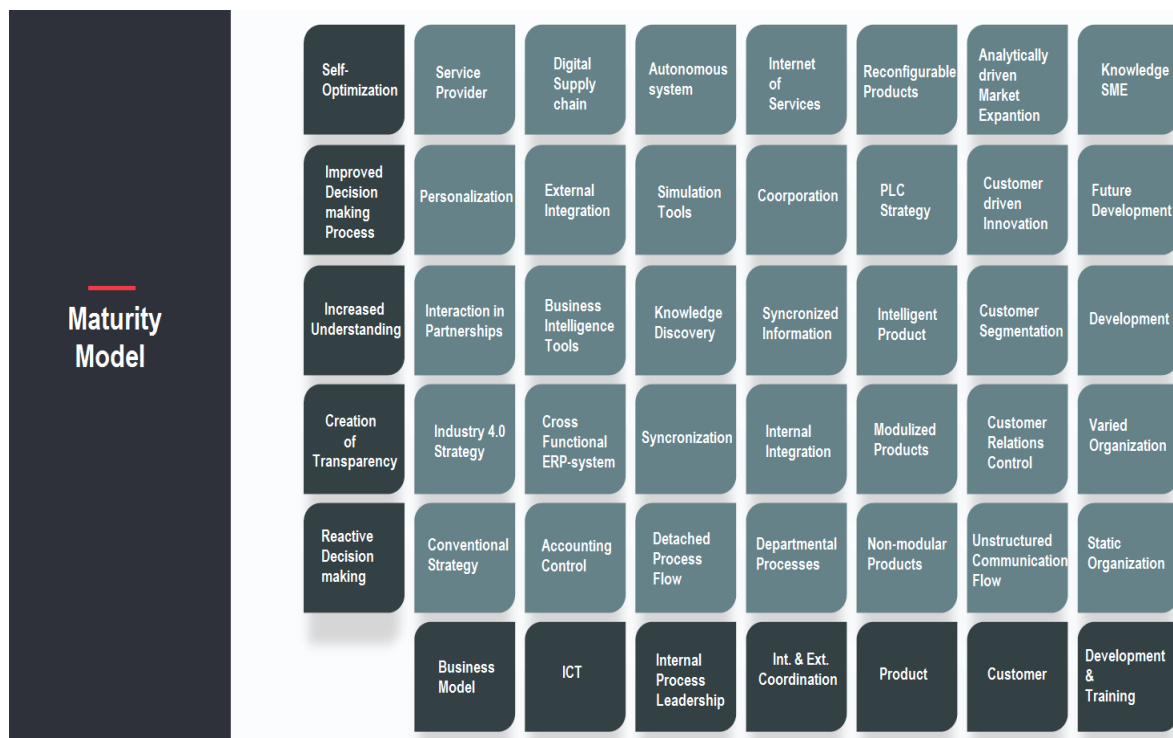 Maturity
Model
Self-
Optimization
Service
Provider
Digital
Supply
chain
Autonomous
system
Internet
of
Services
Reconfigurable
Products
Analytically
driven
Market
Expantion
Knowledge
SME
Improved
Decision
making
Process
Personalization
External
Integration
Simulation
Tools
Coorporation
PLC
Strategy
Customer
driven
Innovation
Future
Development
Increased
Understanding
Interaction in
Partnerships
Business
Intelligence
Tools
Knowledge
Discovery
Syncronized
Information
Intelligent
Product
Customer
Segmentation
Development
Creation
of
Transparency
Industry 4.0
Strategy
Cross
Functional
ERP-system
Syncronization
Internal
Integration
Modulized
Products
Customer
Relations
Control
Varied
Organization
Reactive
Decision
making
Conventional
Strategy
Accounting
Control
Detached
Process
Flow
Departmental
Processes
Non-modular
Products
Unstructured
Communication
Flow
Static
Organization
Business
Model
ICT
Internal
Process
Leadership
Int. & Ext.
Coordination
Product
Customer
Development
&
Training